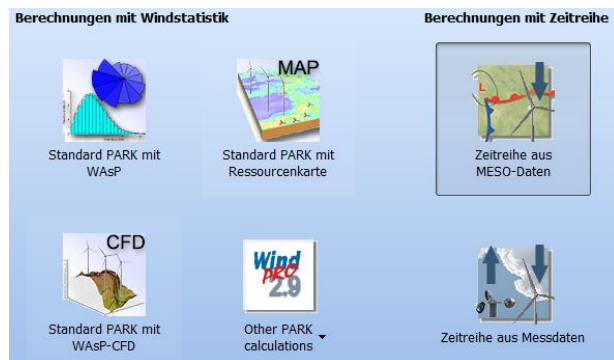 Berechnungen mit Windstatistik
Berechnungen mit Zeitreihe
MAP
Standard PARK mit
WAsP
Standard PARK mit
Ressourcenkarte
L
Zeitreihe aus
MESO-Daten
CFD
Wind
PRO
2.9
Standard PARK mit
WAsP-CFD
Other PARK
calculations
Zeitreihe aus Messdaten